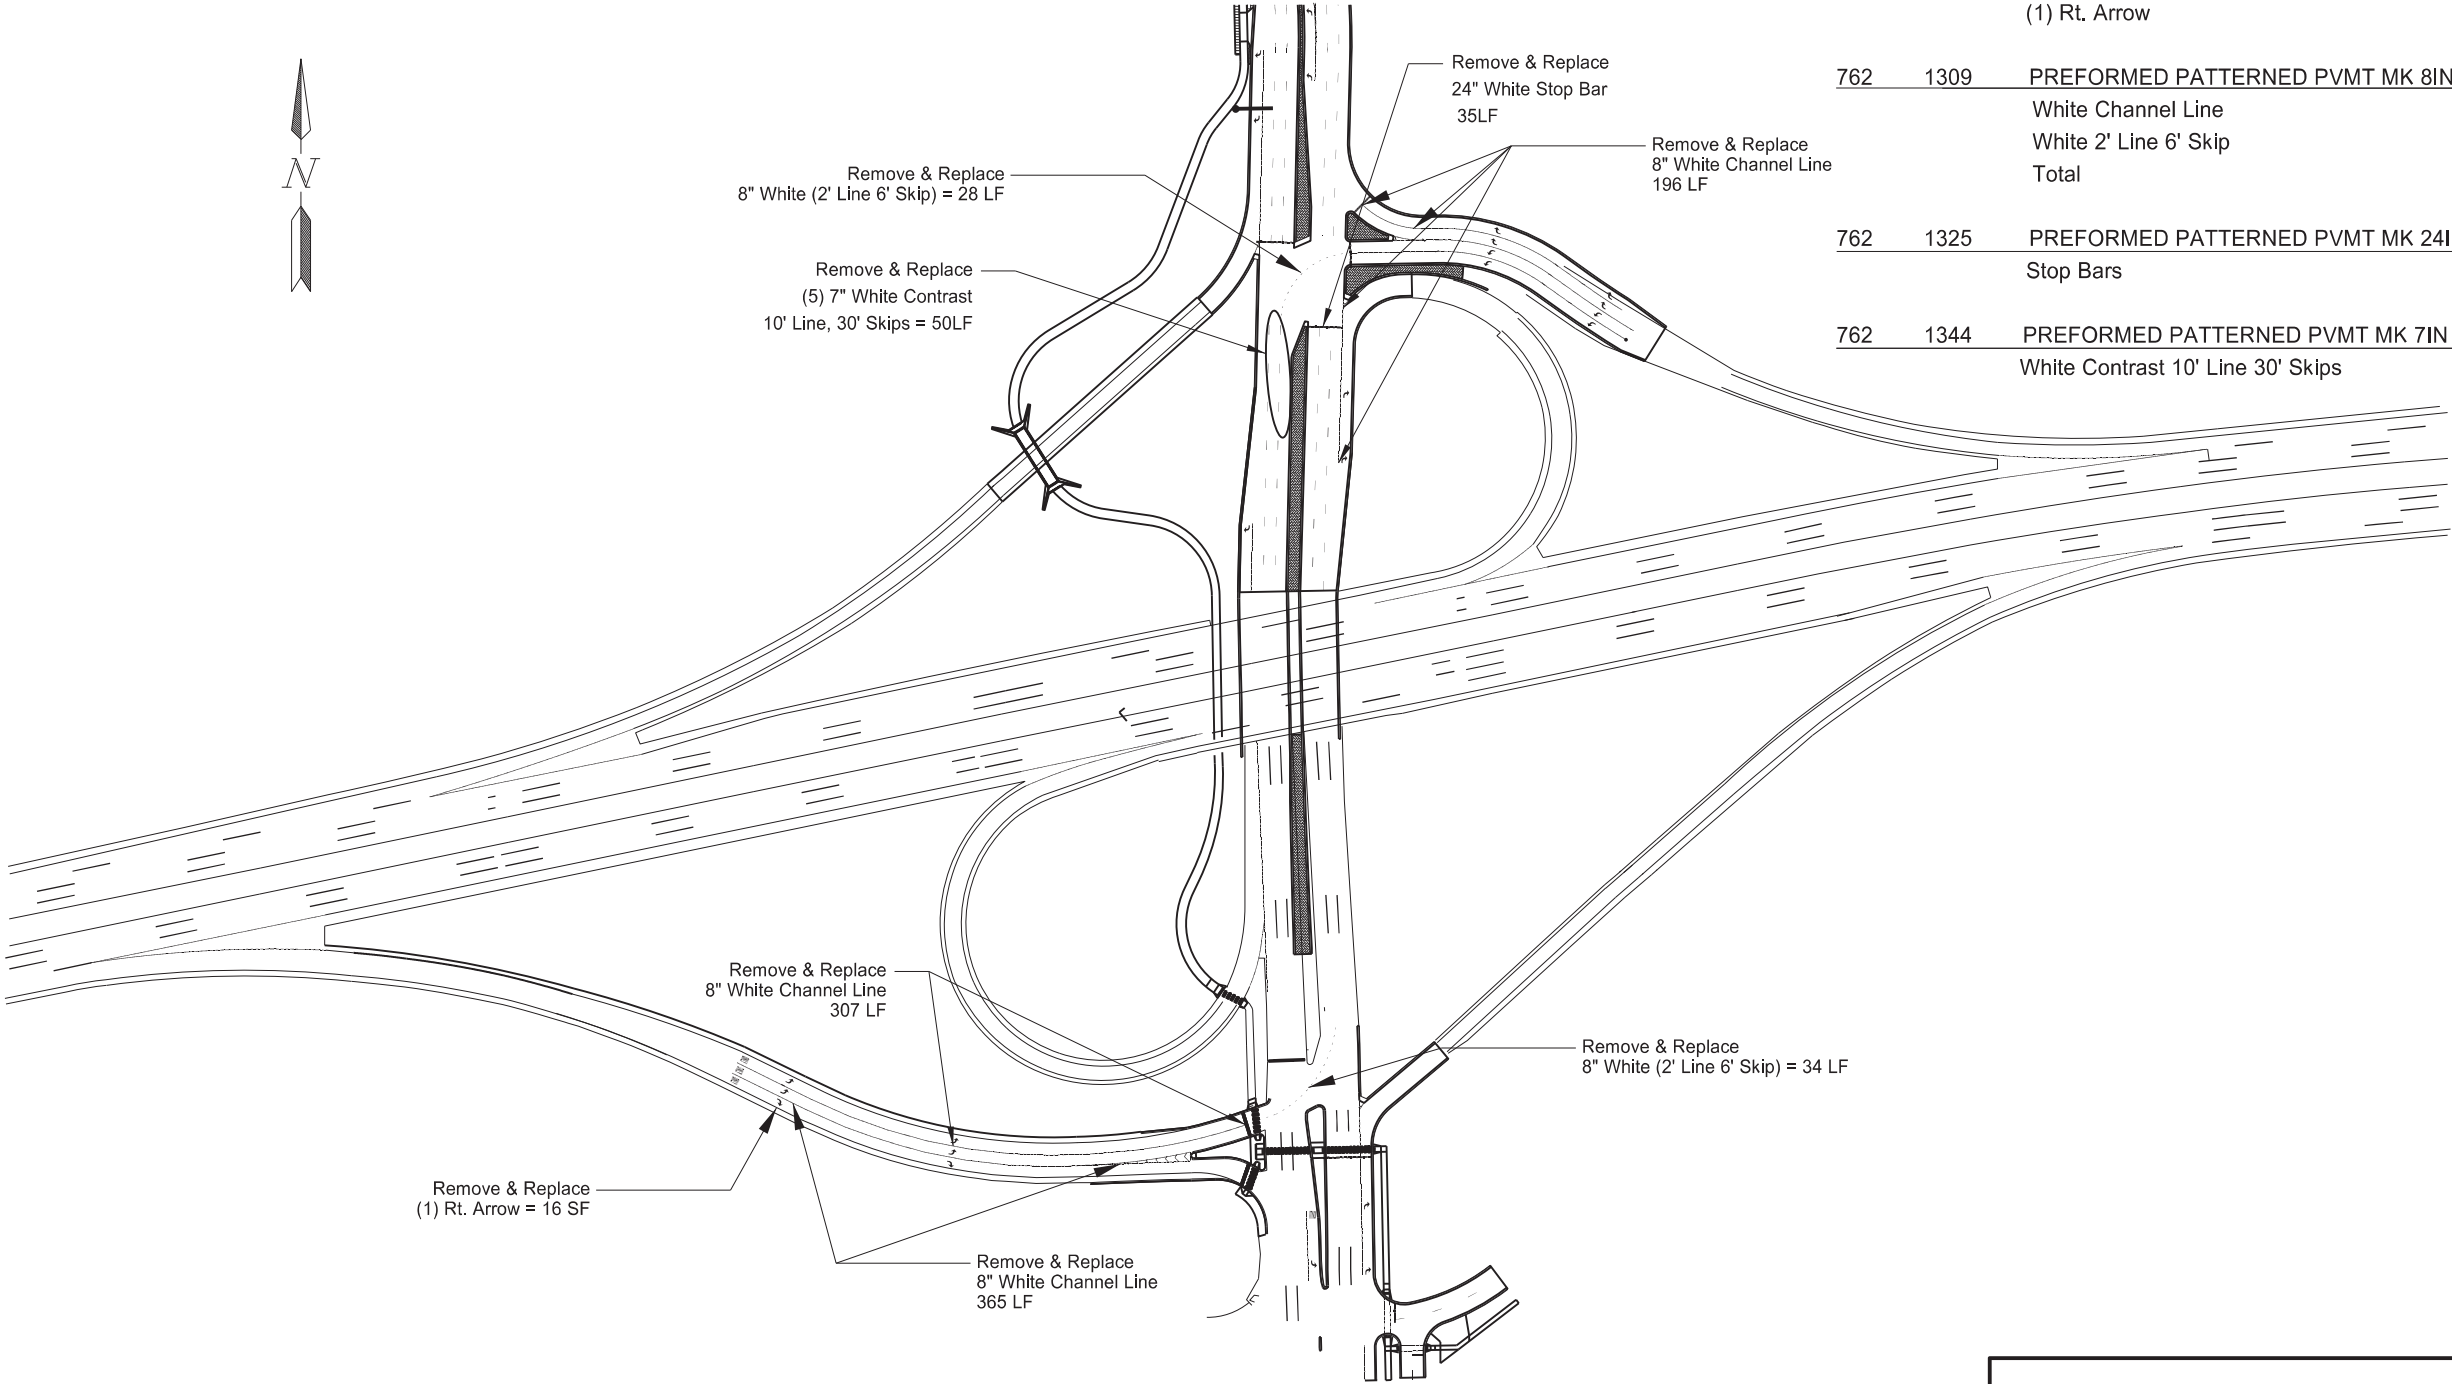 (1) Rt. Arrow
762 1309 PREFORMED PATTERNED PVMT MK 8IN
White Channel Line
White 2' Line 6' Skip
Total
762 1325 PREFORMED PATTERNED PVMT MK 24I
Stop Bars
762 1344 PREFORMED PATTERNED PVMT MK 7IN
White Contrast 10' Line 30' Skips
N
Remove & Replace
24" White Stop Bar
35LF
Remove & Replace
8" White Channel Line
196 LF
Remove & Replace
8" White (2' Line 6' Skip) = 28 LF
Remove & Replace
(5) 7" White Contrast
10' Line, 30' Skips = 50LF
Remove & Replace
8" White Channel Line
307 LF
Remove & Replace
8" White (2' Line 6' Skip) = 34 LF
Remove & Replace
(1) Rt. Arrow = 16 SF
Remove & Replace
8" White Channel Line
365 LF